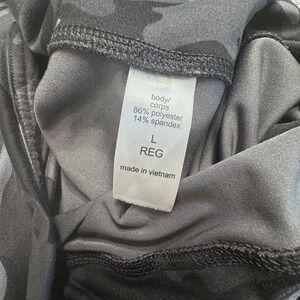 body/
corps
86% polyester
14% spandex
L
REG
made in vietnam